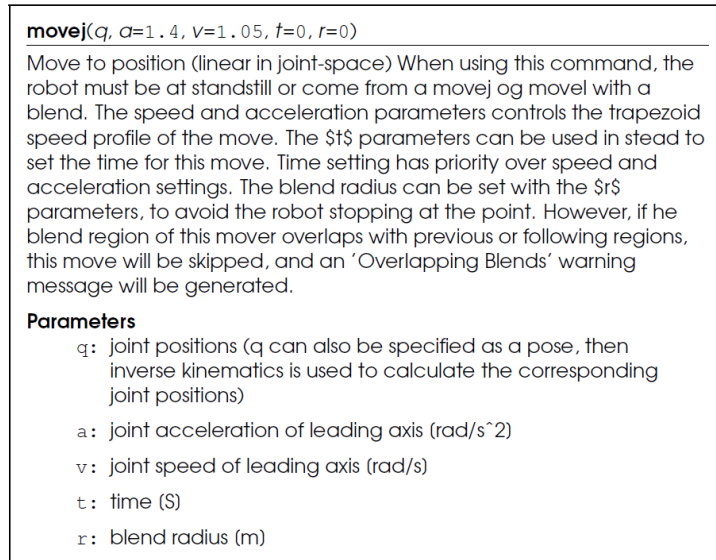 movej(q, a=1.4, v=1.05, t=0, r=0)
Move to position (linear in joint-space) When using this command, the
robot must be at standstill or come from a movej og movel with a
blend. The speed and acceleration parameters controls the trapezoid
speed profile of the move. The $t$ parameters can be used in stead to
set the time for this move. Time setting has priority over speed and
acceleration settings. The blend radius can be set with the $r$
parameters, to avoid the robot stopping at the point. However, if he
blend region of this mover overlaps with previous or following regions,
this move will be skipped, and an 'Overlapping Blends' warning
message will be generated.
Parameters
q: joint positions (q can also be specified as a pose, then
inverse kinematics is used to calculate the corresponding
joint positions)
a: joint acceleration of leading axis (rad/s^2)
v: joint speed of leading axis (rad/s)
t: time (S)
r: blend radius (m)